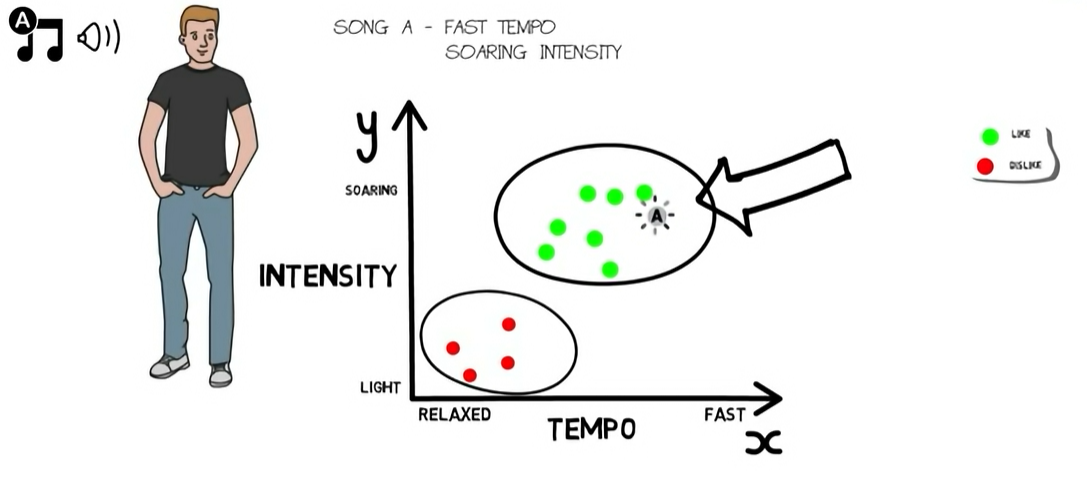 A
SONG A - FAST TEMPO
SOARING INTENSITY
y
SOARING
INTENSITY
LIGHT
A
RELAXED
TEMPO
FAST
x
LIKE
DISLIKE